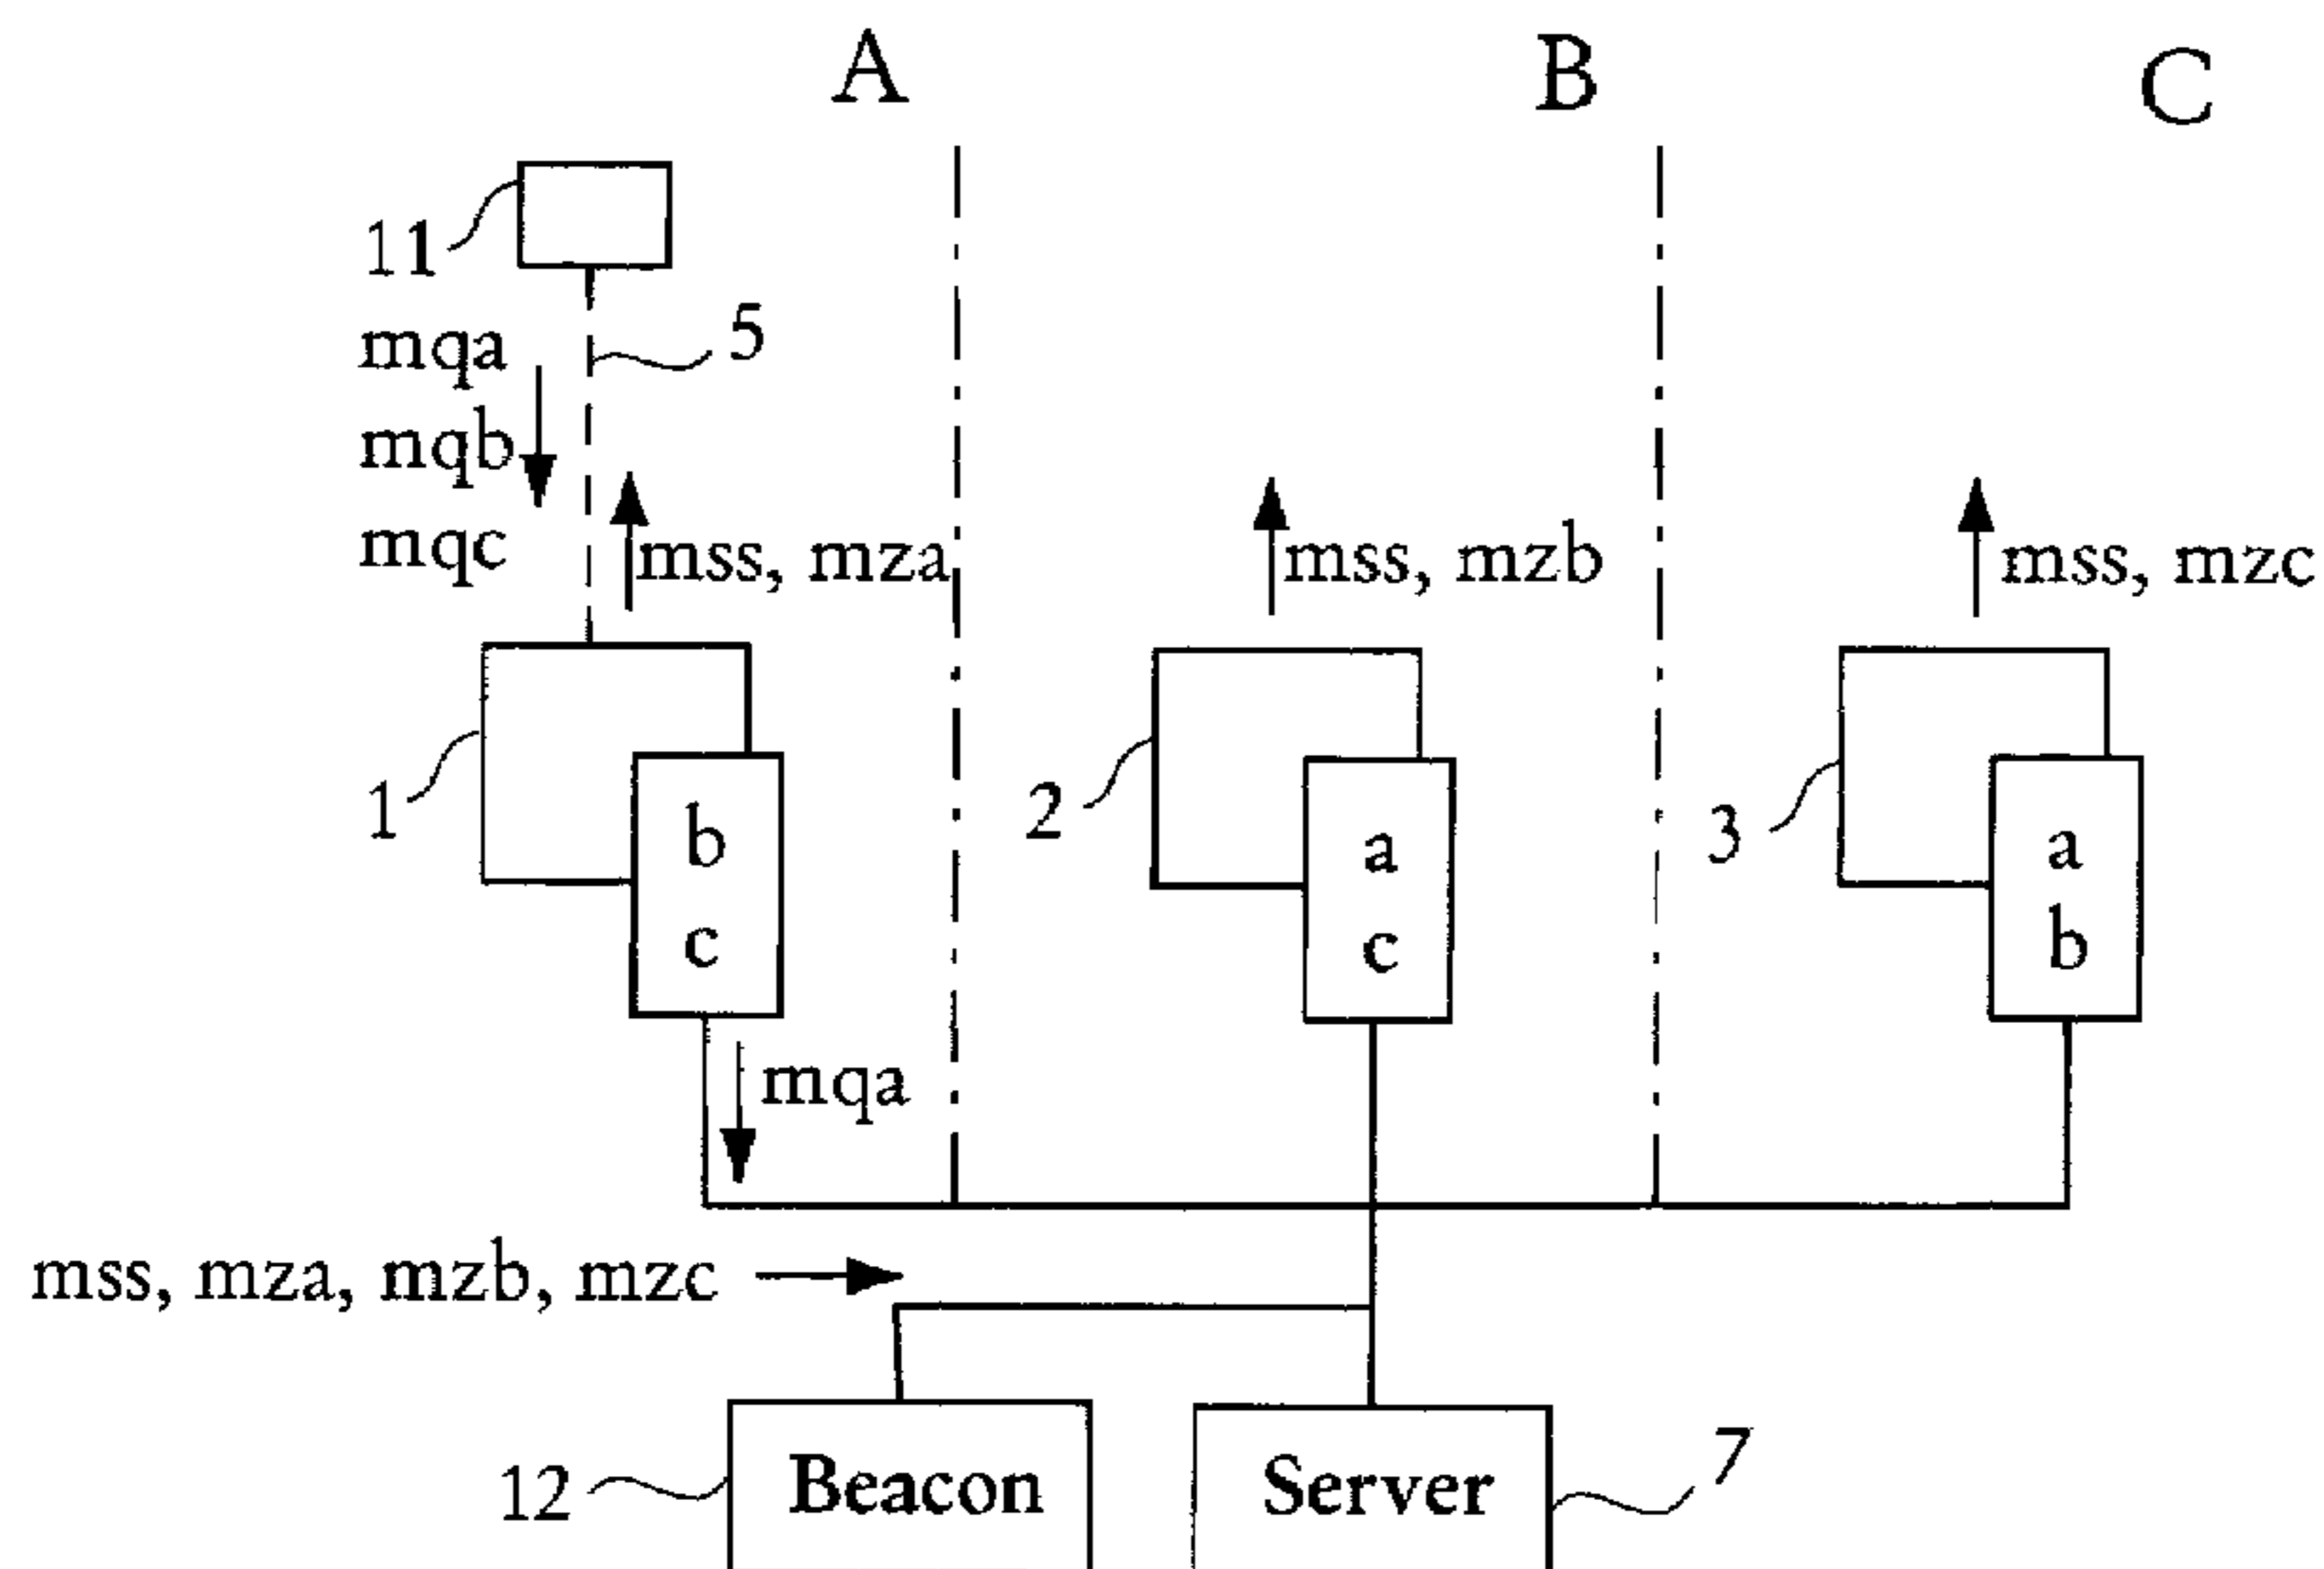 A
B
C
11
mqa
5
mqb
mqc
mss, mza
mss, mzb
mss, mzc
1
b
c
2
a
c
3
a
b
mqa
mss, mza, mzb, mzc
12
Beacon
Server
7